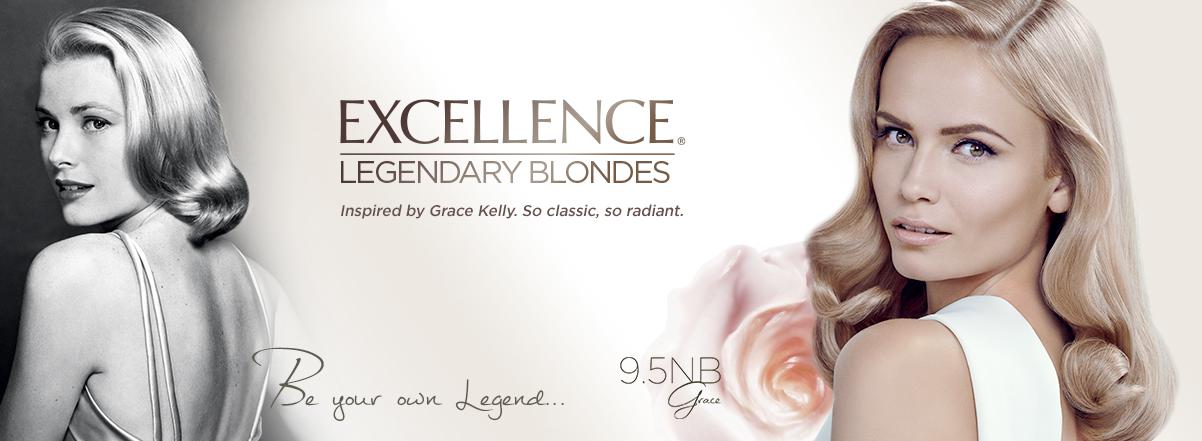 EXCELLENCE®
LEGENDARY BLONDES
Inspired by Grace Kelly. So classic, so radiant.
Be your own Legend...
9.5NB
Grace